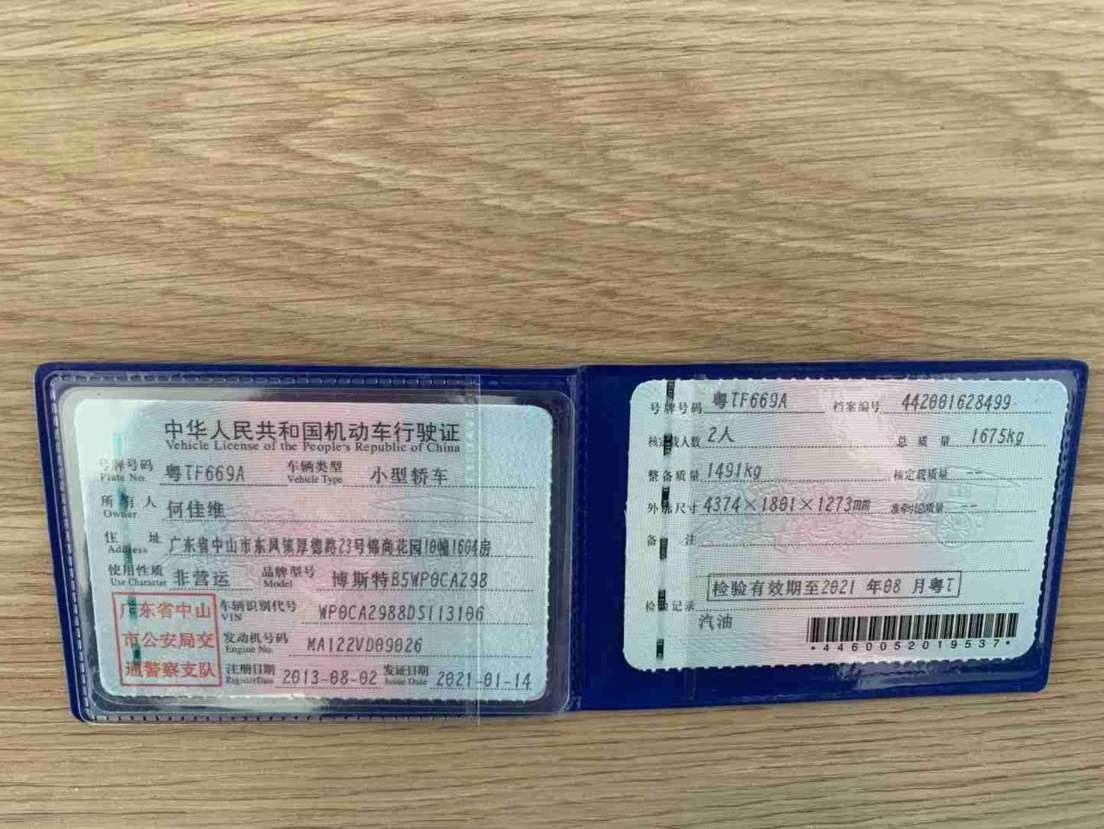 中华人民共和国机动车行驶证
Vehicle License of the People's Republic of China
号牌号码 粤TF669A 车辆类型 小型轿车
Plate No. Vehicle Type
所有人 何佳维
Owner
住址 广东省中山市东凤镇厚德路23号锦尚花园10幢1604房
Address
使用性质 非营运 品牌型号 博斯特B5WP0CA298
Use Character Model
广东省中山
市公安局交
通警察支队
车辆识别代号 WP0CA2988DS113106
VIN
发动机号码 MA122VD09026
Engine No.
注册日期 2013-08-02 发证日期 2021-01-14
Register Date Issue Date
号牌号码 粤TF669A 档案编号 442001628499
核定载人数 2人 总质量 1675kg
整备质量 1491kg 核定载质量 --
外廓尺寸 4374×1801×1273mm 准牵引总质量 --
备注
检验有效期至2021年08月粤T
检验记录
汽油
*4460052019537*